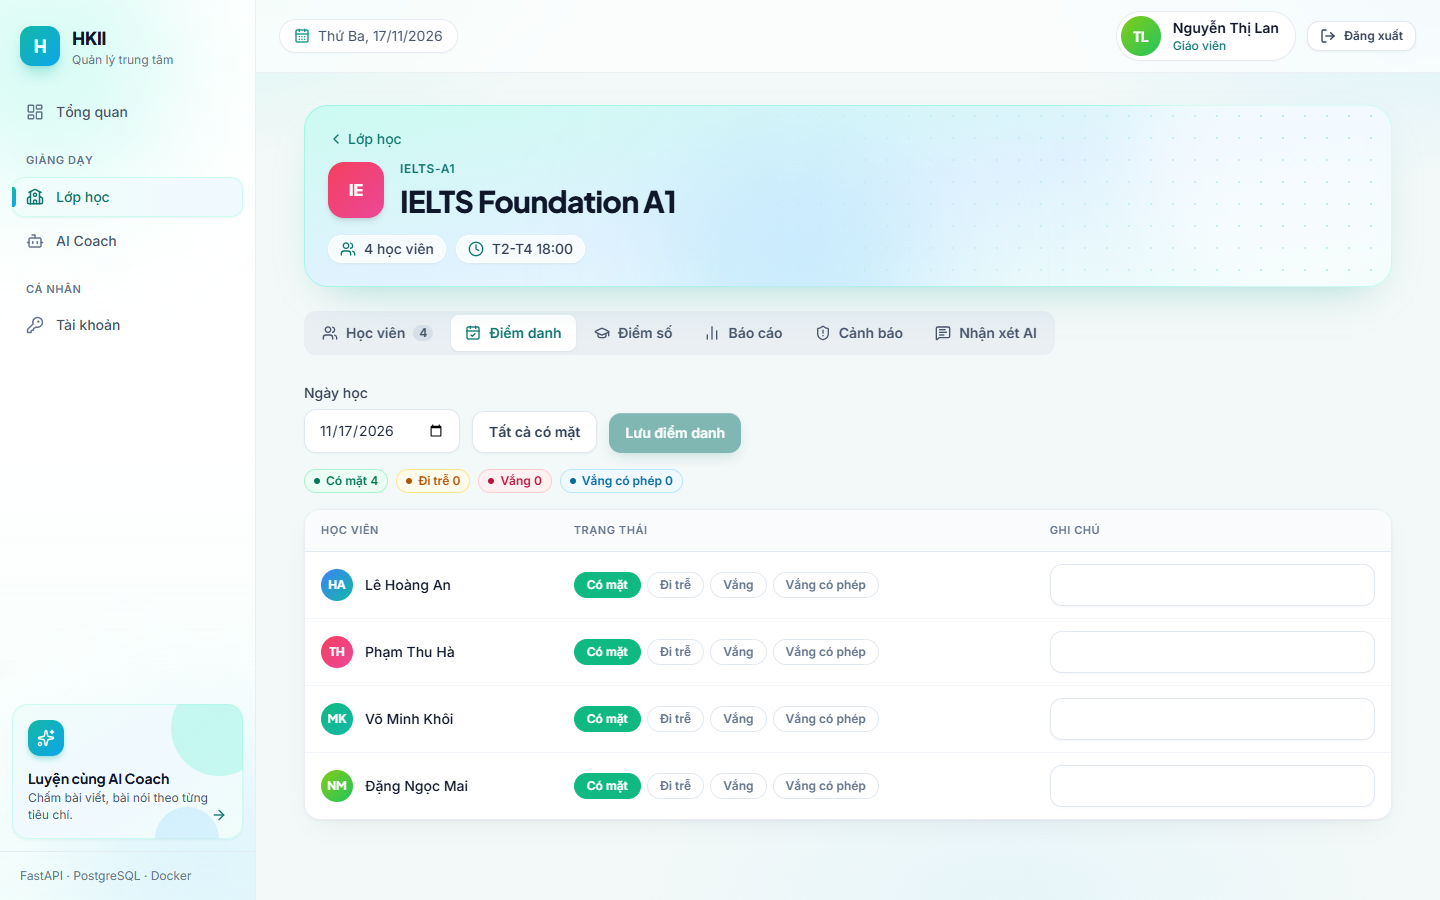 H
HKII
Quản lý trung tâm
Thứ Ba, 17/11/2026
TL
Nguyễn Thị Lan
Giáo viên
Đăng xuất
Tổng quan
GIẢNG DẠY
Lớp học
AI Coach
CÁ NHÂN
Tài khoản
Luyện cùng AI Coach
Chấm bài viết, bài nói theo từng
tiêu chí.
FastAPI · PostgreSQL · Docker
Lớp học
IE
IELTS-A1
IELTS Foundation A1
4 học viên
T2-T4 18:00
Học viên 4
Điểm danh
Điểm số
Báo cáo
Cảnh báo
Nhận xét AI
Ngày học
11/17/2026
Tất cả có mặt
Lưu điểm danh
Có mặt 4
Đi trễ 0
Vắng 0
Vắng có phép 0
HỌC VIÊN TRẠNG THÁI GHI CHÚ
HA Lê Hoàng An Có mặt Đi trễ Vắng Vắng có phép
TH Phạm Thu Hà Có mặt Đi trễ Vắng Vắng có phép
MK Võ Minh Khôi Có mặt Đi trễ Vắng Vắng có phép
NM Đặng Ngọc Mai Có mặt Đi trễ Vắng Vắng có phép